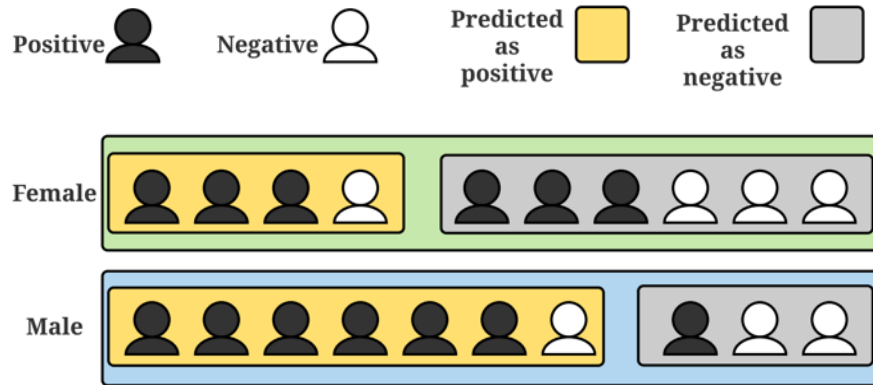 Positive
Negative
Predicted
as
positive
Predicted
as
negative
Female
Male